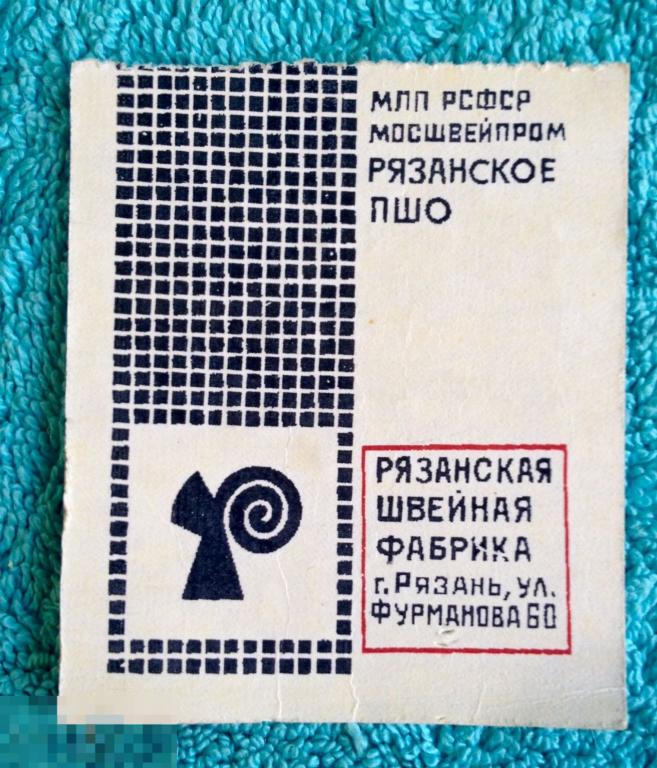 МЛП РСФСР
МОСШВЕЙПРОМ
РЯЗАНСКОЕ
ПШО
РЯЗАНСКАЯ
ШВЕЙНАЯ
ФАБРИКА
г. Рязань, ул.
ФУРМАНОВА 60